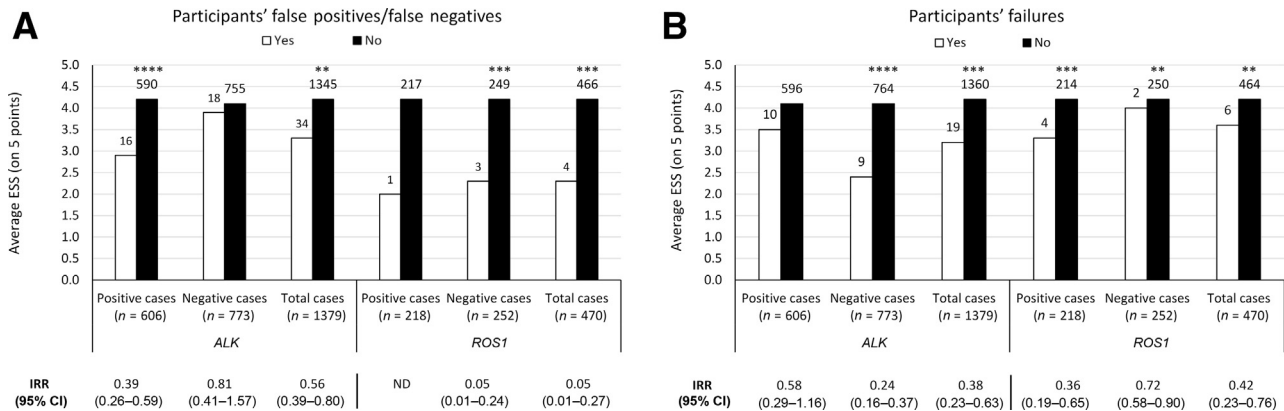 A
Participants’ false positives/false negatives
Yes No
Average ESS (on 5 points)
5.0
4.5
4.0
3.5
3.0
2.5
2.0
1.5
1.0
0.5
0.0
**** ** *** ***
16 590 18 755 34 1345 1 217 3 249 4 466
Positive cases Negative cases Total cases Positive cases Negative cases Total cases
(n = 606) (n = 773) (n = 1379) (n = 218) (n = 252) (n = 470)
ALK ROS1
IRR 0.39 0.81 0.56 ND 0.05 0.05
(95% CI) (0.26–0.59) (0.41–1.57) (0.39–0.80) (0.01–0.24) (0.01–0.27)
B
Participants’ failures
Yes No
Average ESS (on 5 points)
5.0
4.5
4.0
3.5
3.0
2.5
2.0
1.5
1.0
0.5
0.0
**** *** *** ** **
10 596 9 764 19 1360 4 214 2 250 6 464
Positive cases Negative cases Total cases Positive cases Negative cases Total cases
(n = 606) (n = 773) (n = 1379) (n = 218) (n = 252) (n = 470)
ALK ROS1
IRR 0.58 0.24 0.38 0.36 0.72 0.42
(95% CI) (0.29–1.16) (0.16–0.37) (0.23–0.63) (0.19–0.65) (0.58–0.90) (0.23–0.76)